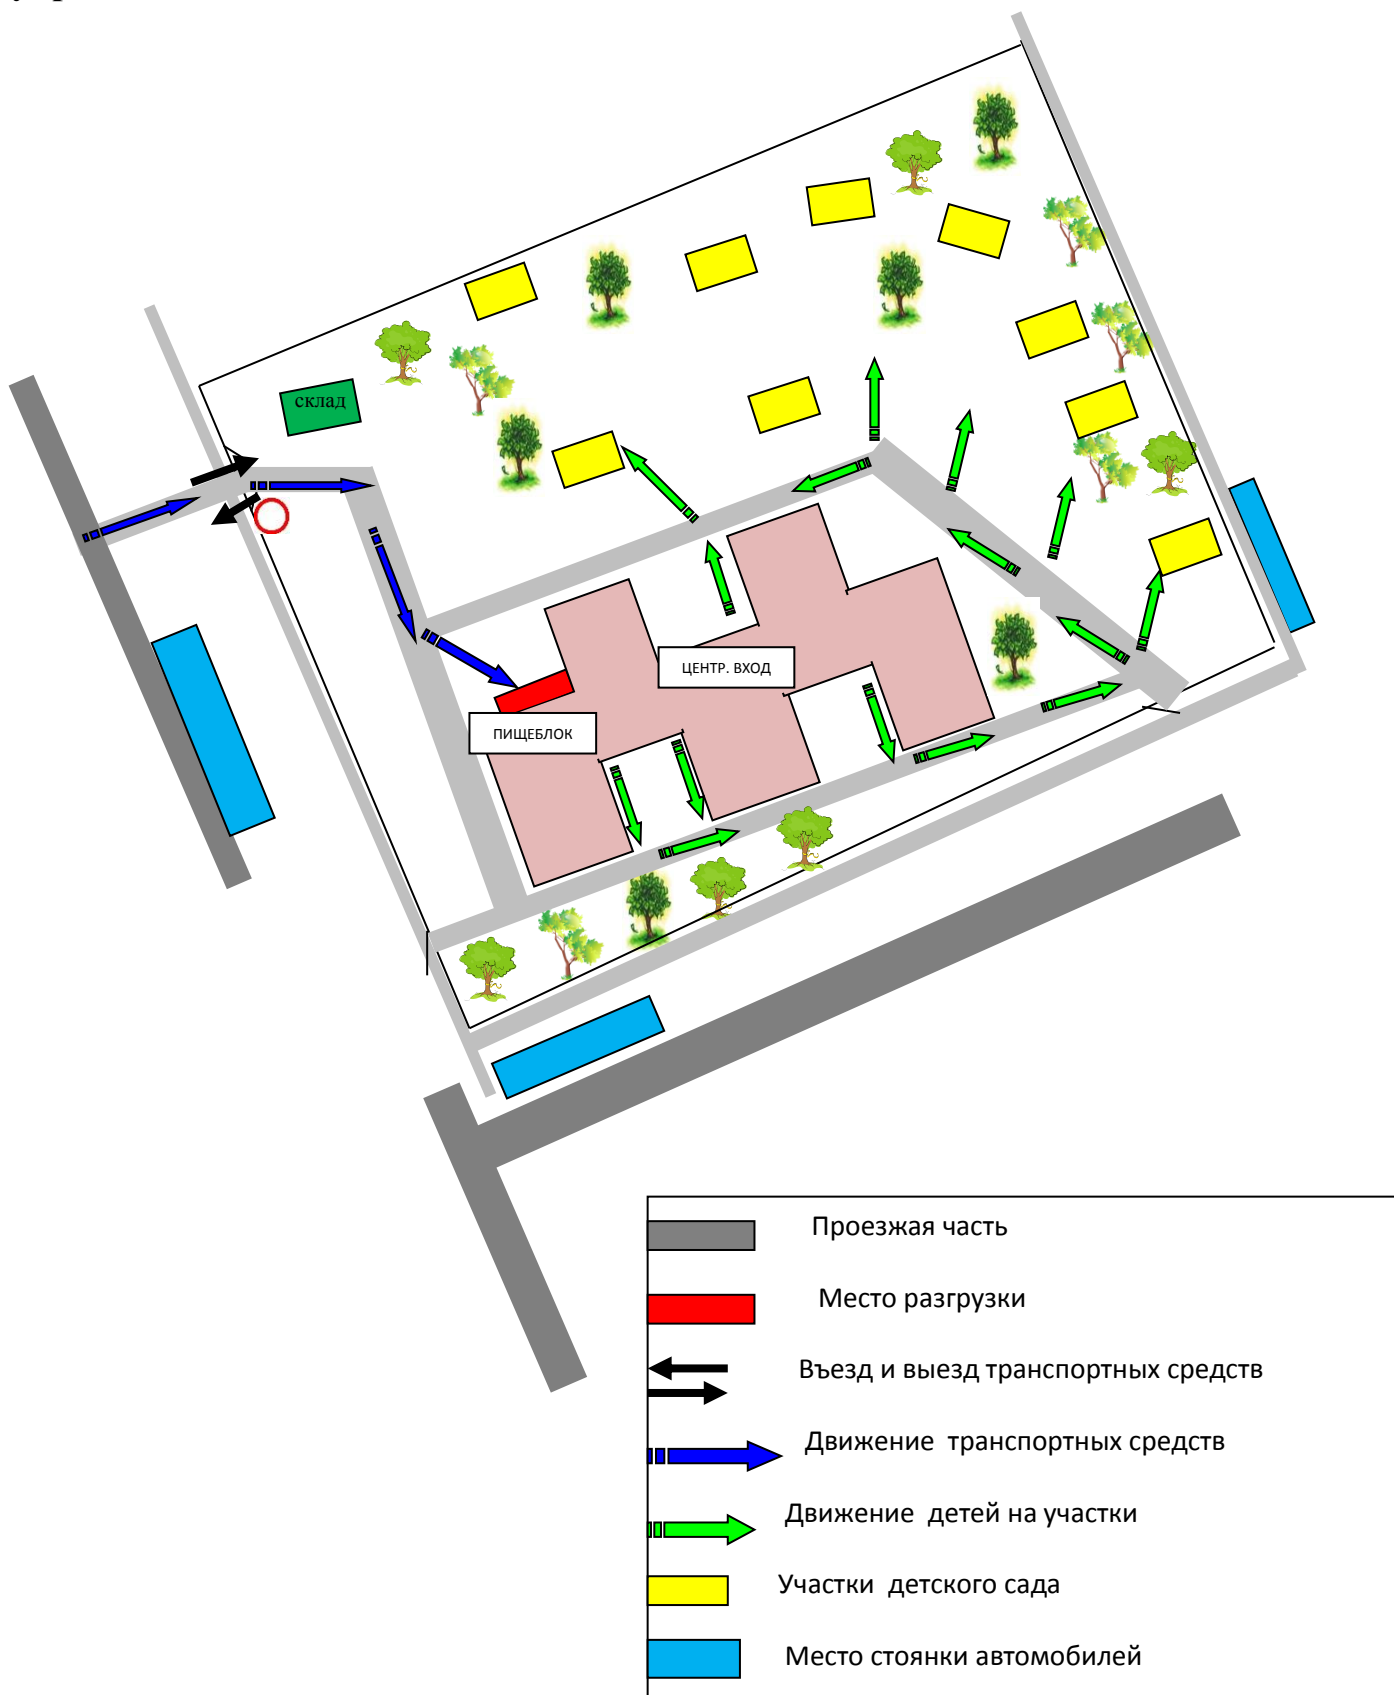 склад
ЦЕНТР. ВХОД
ПИЩЕБЛОК
Проезжая часть
Место разгрузки
Въезд и выезд транспортных средств
Движение транспортных средств
Движение детей на участки
Участки детского сада
Место стоянки автомобилей